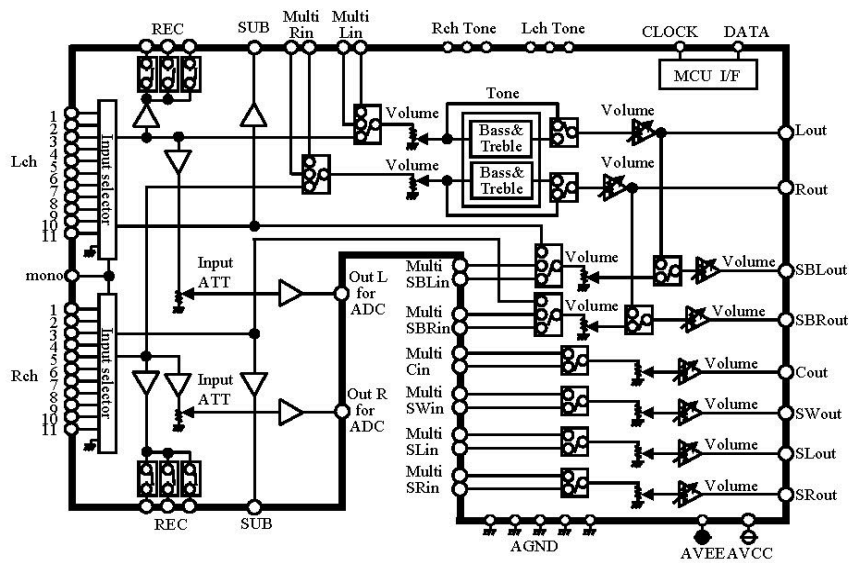 REC
SUB
Multi
Rin
Multi
Lin
Rch Tone
Lch Tone
CLOCK
DATA
MCU I/F
Lch
1
2
3
4
5
6
7
8
9
10
11
Input selector
Volume
Tone
Bass&
Treble
Volume
Lout
Volume
Bass&
Treble
Volume
Rout
mono
Input
ATT
Out L
for
ADC
Multi
SBLin
Volume
Volume
SBLout
Multi
SBRin
Volume
Volume
SBRout
Rch
1
2
3
4
5
6
7
8
9
10
11
Input selector
Input
ATT
Out R
for
ADC
Multi
Cin
Volume
Cout
Multi
SWin
Volume
SWout
Multi
SLin
Volume
SLout
Multi
SRin
Volume
SRout
REC
SUB
AGND
AVEE
AVCC